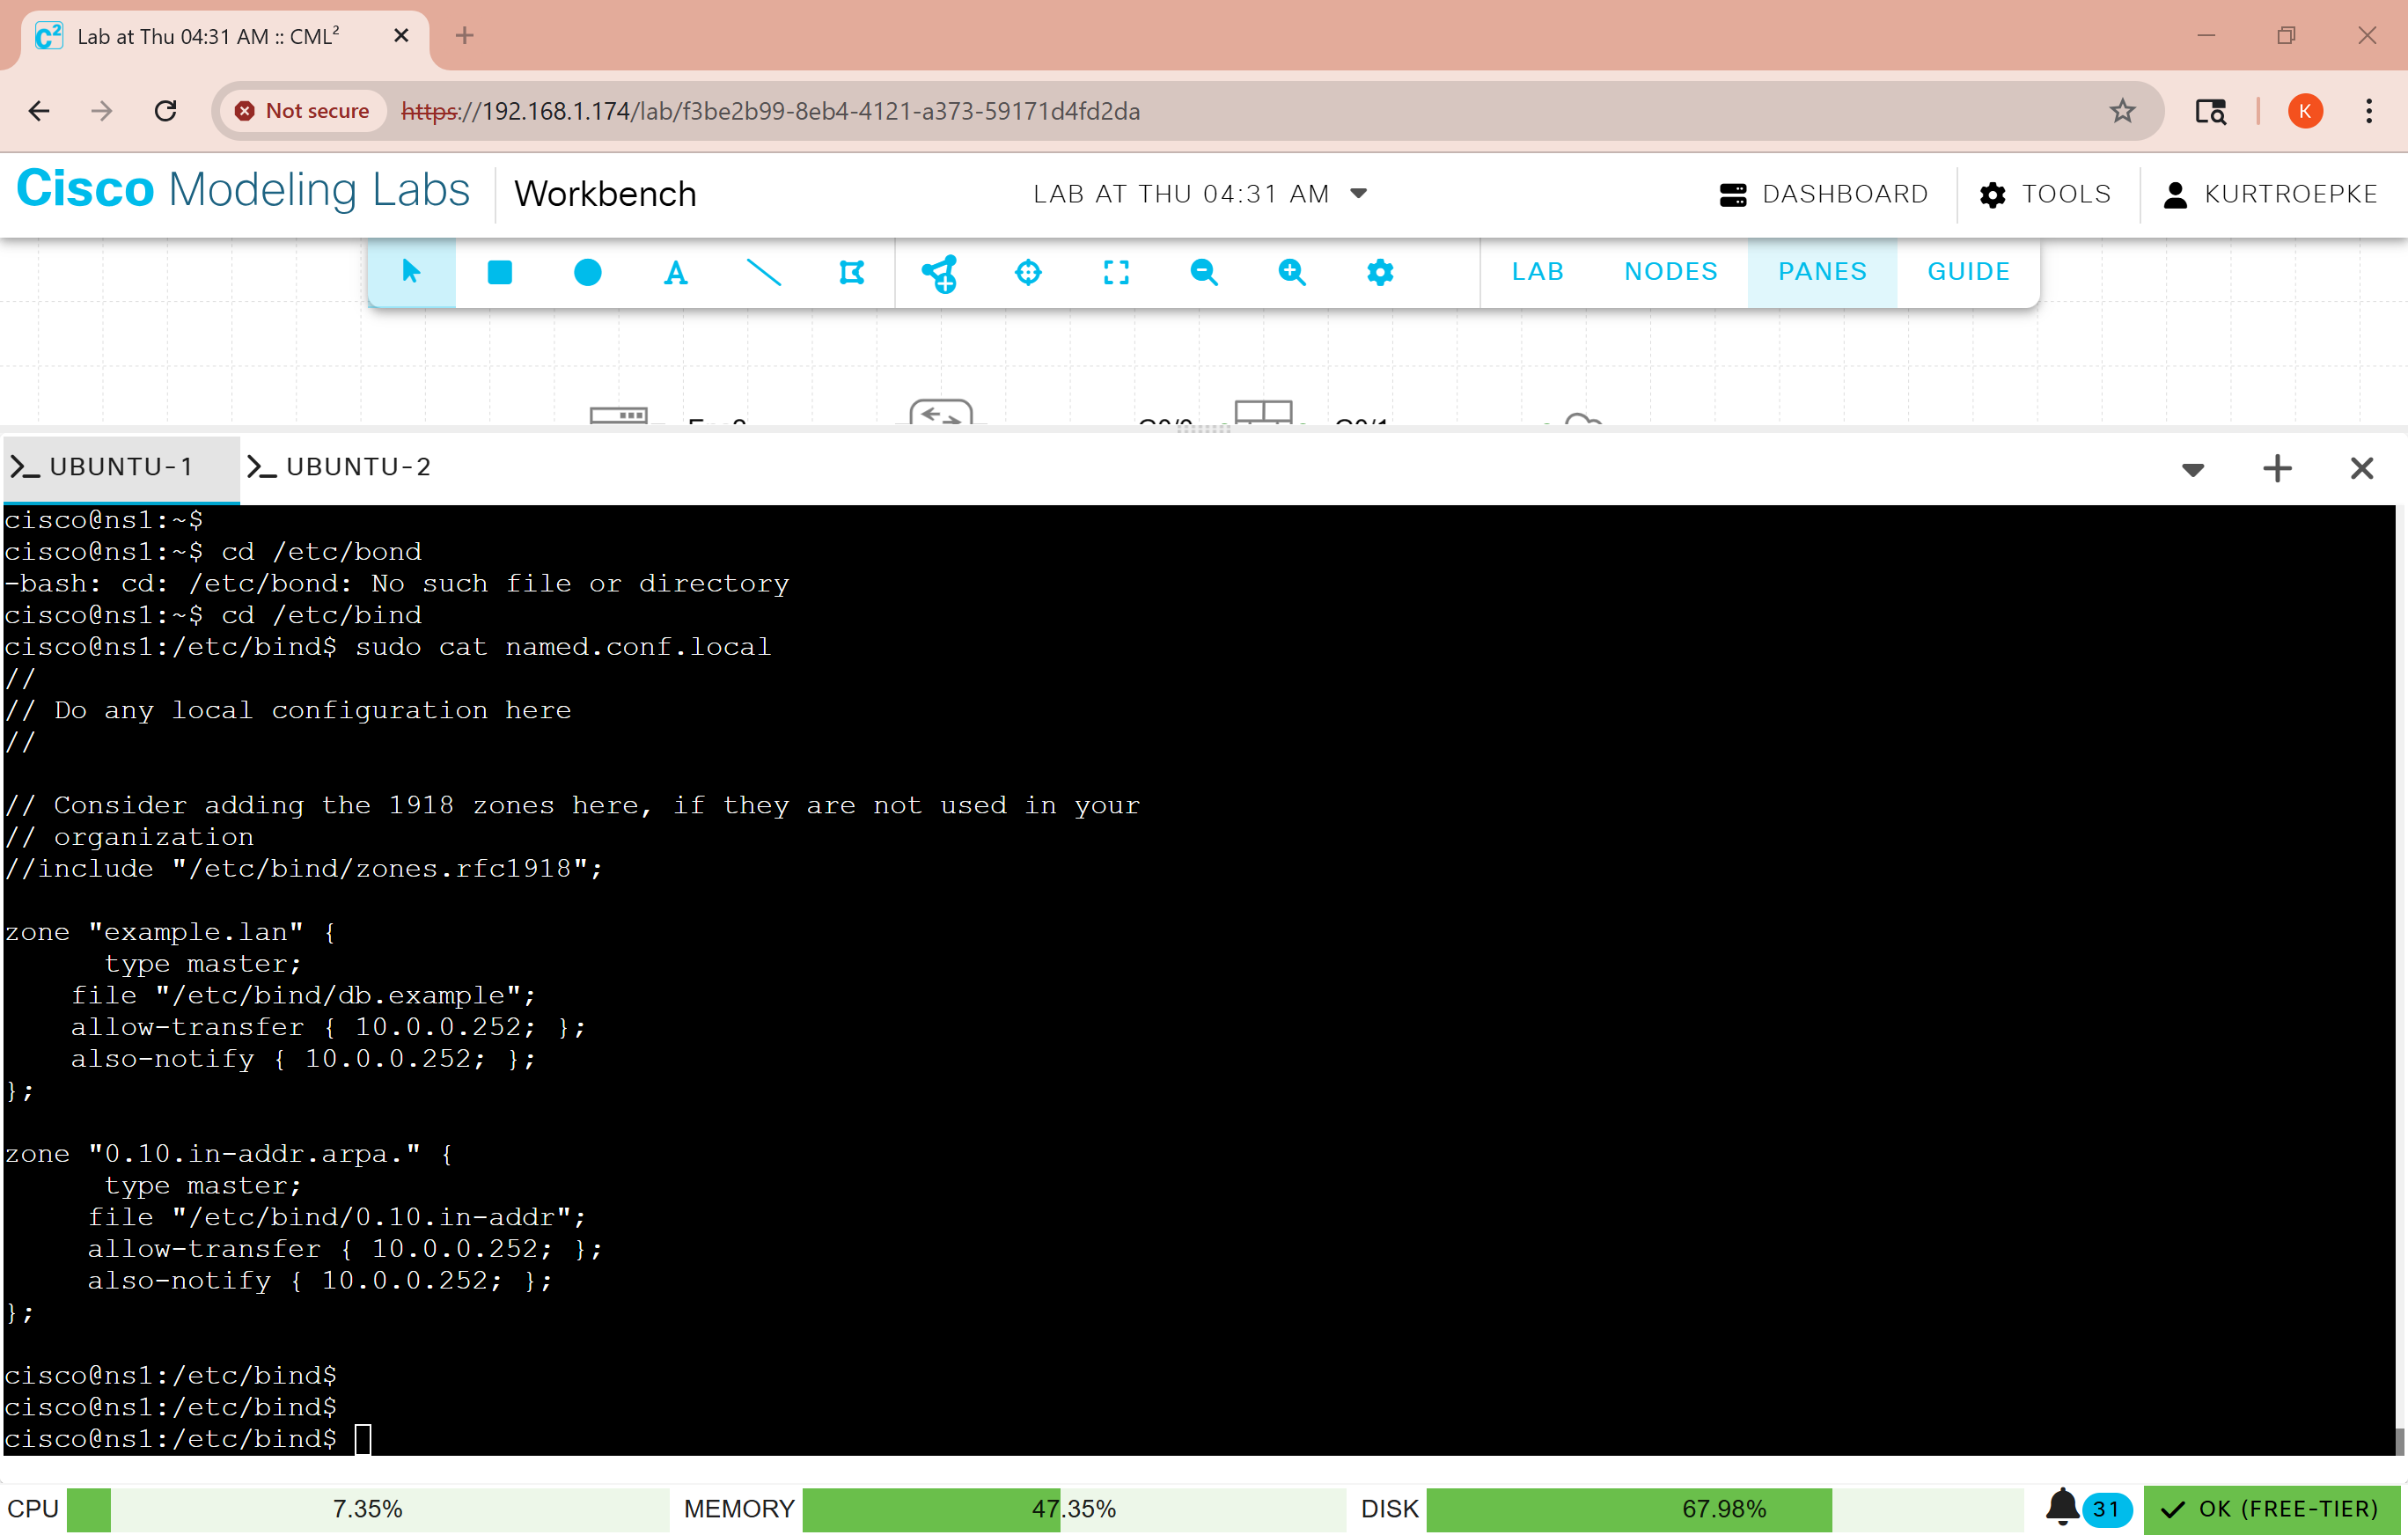 Lab at Thu 04:31 AM :: CML²
Not secure https://192.168.1.174/lab/f3be2b99-8eb4-4121-a373-59171d4fd2da
K
Cisco Modeling Labs Workbench LAB AT THU 04:31 AM DASHBOARD TOOLS KURTROEPKE
LAB NODES PANES GUIDE
UBUNTU-1 UBUNTU-2
cisco@ns1:~$
cisco@ns1:~$ cd /etc/bond
-bash: cd: /etc/bond: No such file or directory
cisco@ns1:~$ cd /etc/bind
cisco@ns1:/etc/bind$ sudo cat named.conf.local
//
// Do any local configuration here
//
// Consider adding the 1918 zones here, if they are not used in your
// organization
//include "/etc/bind/zones.rfc1918";
zone "example.lan" {
type master;
file "/etc/bind/db.example";
allow-transfer { 10.0.0.252; };
also-notify { 10.0.0.252; };
};
zone "0.10.in-addr.arpa." {
type master;
file "/etc/bind/0.10.in-addr";
allow-transfer { 10.0.0.252; };
also-notify { 10.0.0.252; };
};
cisco@ns1:/etc/bind$
cisco@ns1:/etc/bind$
cisco@ns1:/etc/bind$
CPU 7.35% MEMORY 47.35% DISK 67.98% 31 OK (FREE-TIER)